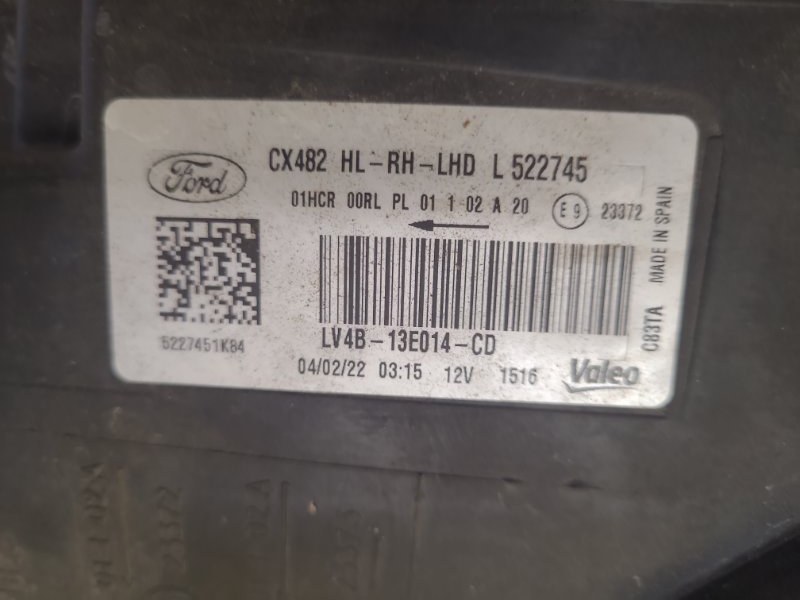 Ford
CX482 HL-RH-LHD L 522745
01HCR 00RL PL 01 1 02 A 20 E 9 23372
5227451K84
LV4B-13E014-CD
04/02/22 03:15 12V 1516 Valeo
C83TA MADE IN SPAIN